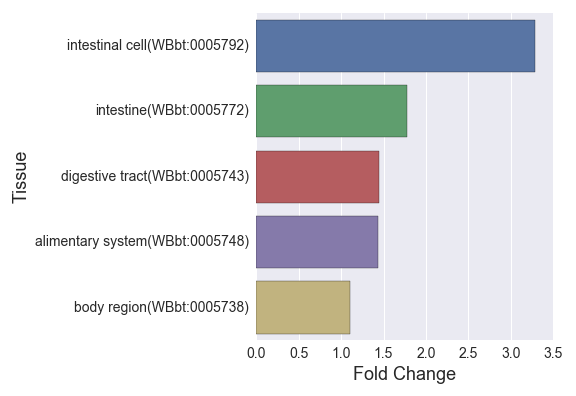 intestinal cell(WBbt:0005792)
intestine(WBbt:0005772)
digestive tract(WBbt:0005743)
alimentary system(WBbt:0005748)
body region(WBbt:0005738)
Tissue
0.0 0.5 1.0 1.5 2.0 2.5 3.0 3.5
Fold Change